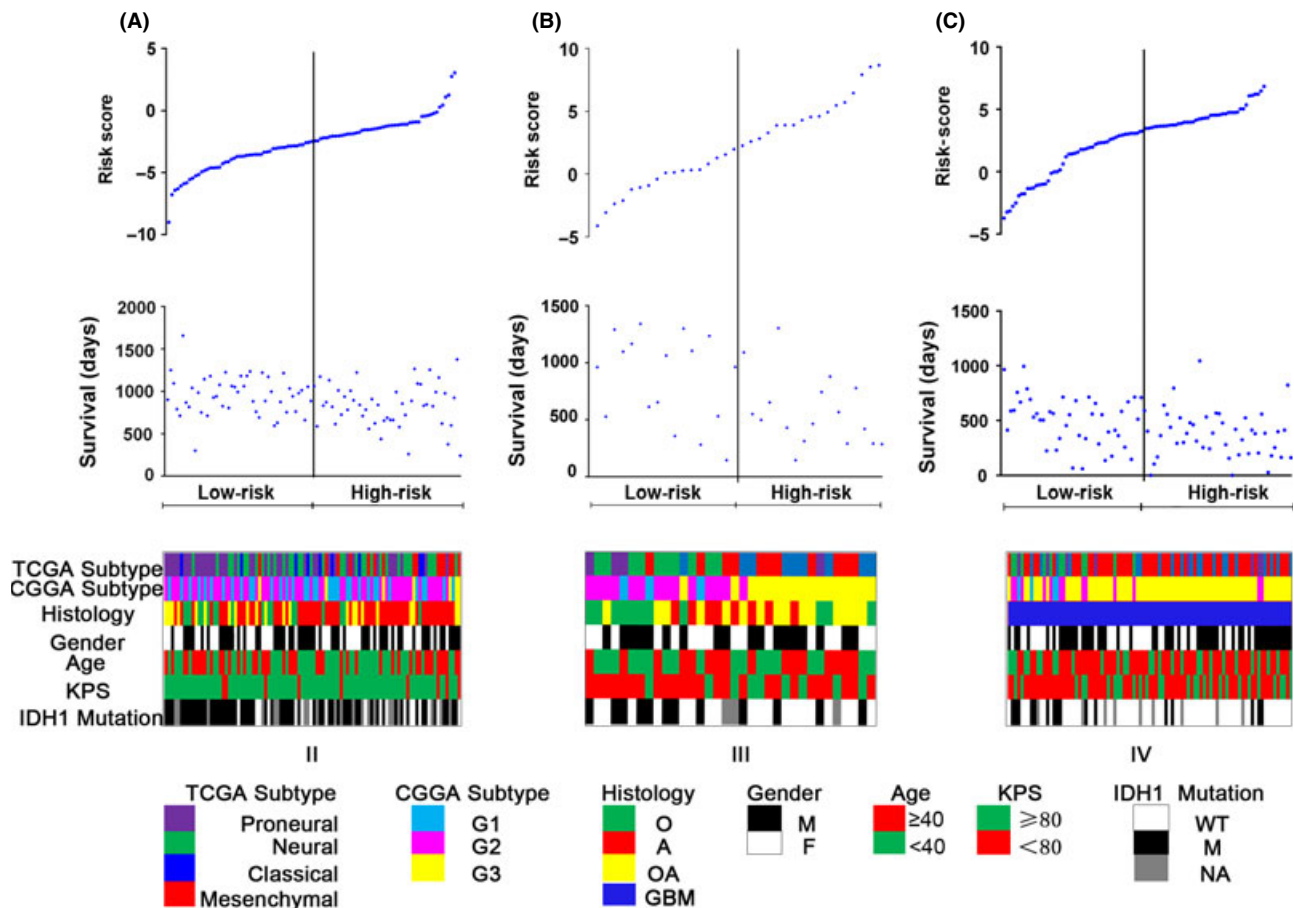 (A)
(B)
(C)
Risk score
5
0
−5
−10
Risk score
10
5
0
−5
Risk-score
10
5
0
−5
Survival (days)
2000
1500
1000
500
0
Survival (days)
1500
1000
500
0
Survival (days)
1500
1000
500
0
Low-risk
High-risk
Low-risk
High-risk
Low-risk
High-risk
TCGA Subtype
CGGA Subtype
Histology
Gender
Age
KPS
IDH1 Mutation
II
III
IV
TCGA Subtype
Proneural
Neural
Classical
Mesenchymal
CGGA Subtype
G1
G2
G3
Histology
O
A
OA
GBM
Gender
M
F
Age
≥40
<40
KPS
≥80
<80
IDH1 Mutation
WT
M
NA